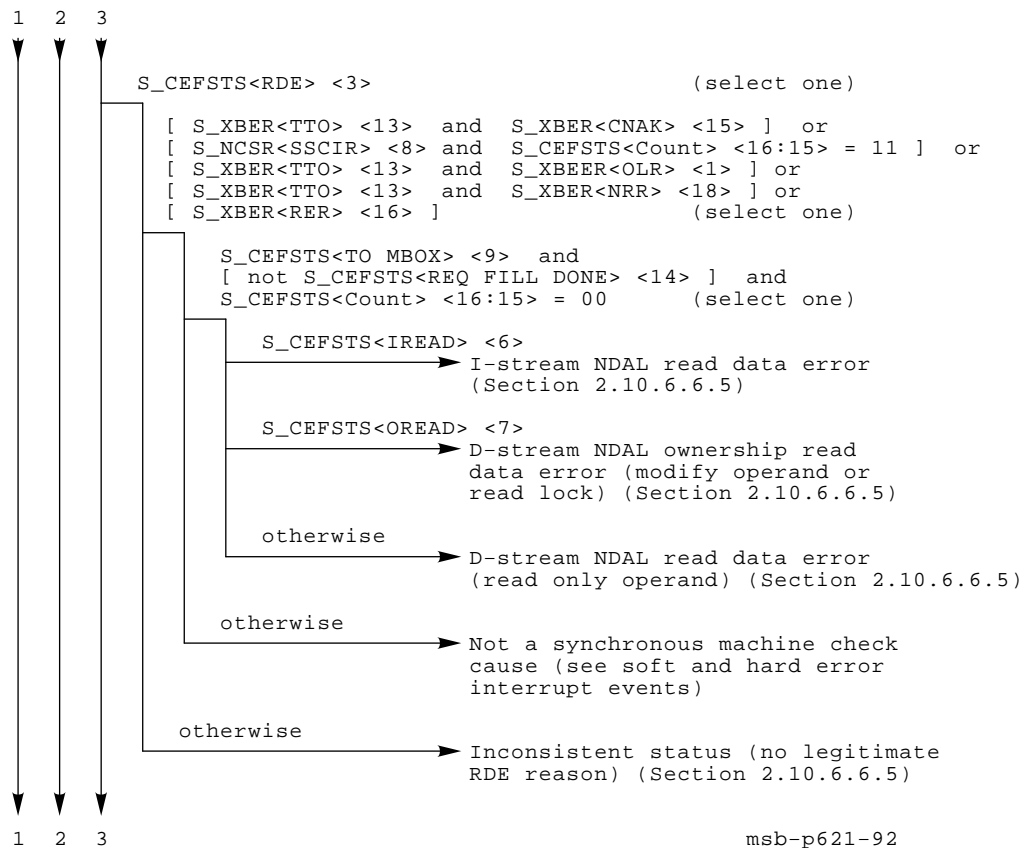 1 2 3
S_CEFSTS<RDE> <3> (select one)
[ S_XBER<TTO> <13> and S_XBER<CNAK> <15> ] or
[ S_NCSR<SSCIR> <8> and S_CEFSTS<Count> <16:15> = 11 ] or
[ S_XBER<TTO> <13> and S_XBEER<OLR> <1> ] or
[ S_XBER<TTO> <13> and S_XBER<NRR> <18> ] or
[ S_XBER<RER> <16> ] (select one)
S_CEFSTS<TO MBOX> <9> and
[ not S_CEFSTS<REQ FILL DONE> <14> ] and
S_CEFSTS<Count> <16:15> = 00 (select one)
S_CEFSTS<IREAD> <6>
I-stream NDAL read data error
(Section 2.10.6.6.5)
S_CEFSTS<OREAD> <7>
D-stream NDAL ownership read
data error (modify operand or
read lock) (Section 2.10.6.6.5)
otherwise
D-stream NDAL read data error
(read only operand) (Section 2.10.6.6.5)
otherwise
Not a synchronous machine check
cause (see soft and hard error
interrupt events)
otherwise
Inconsistent status (no legitimate
RDE reason) (Section 2.10.6.6.5)
1 2 3 msb-p621-92